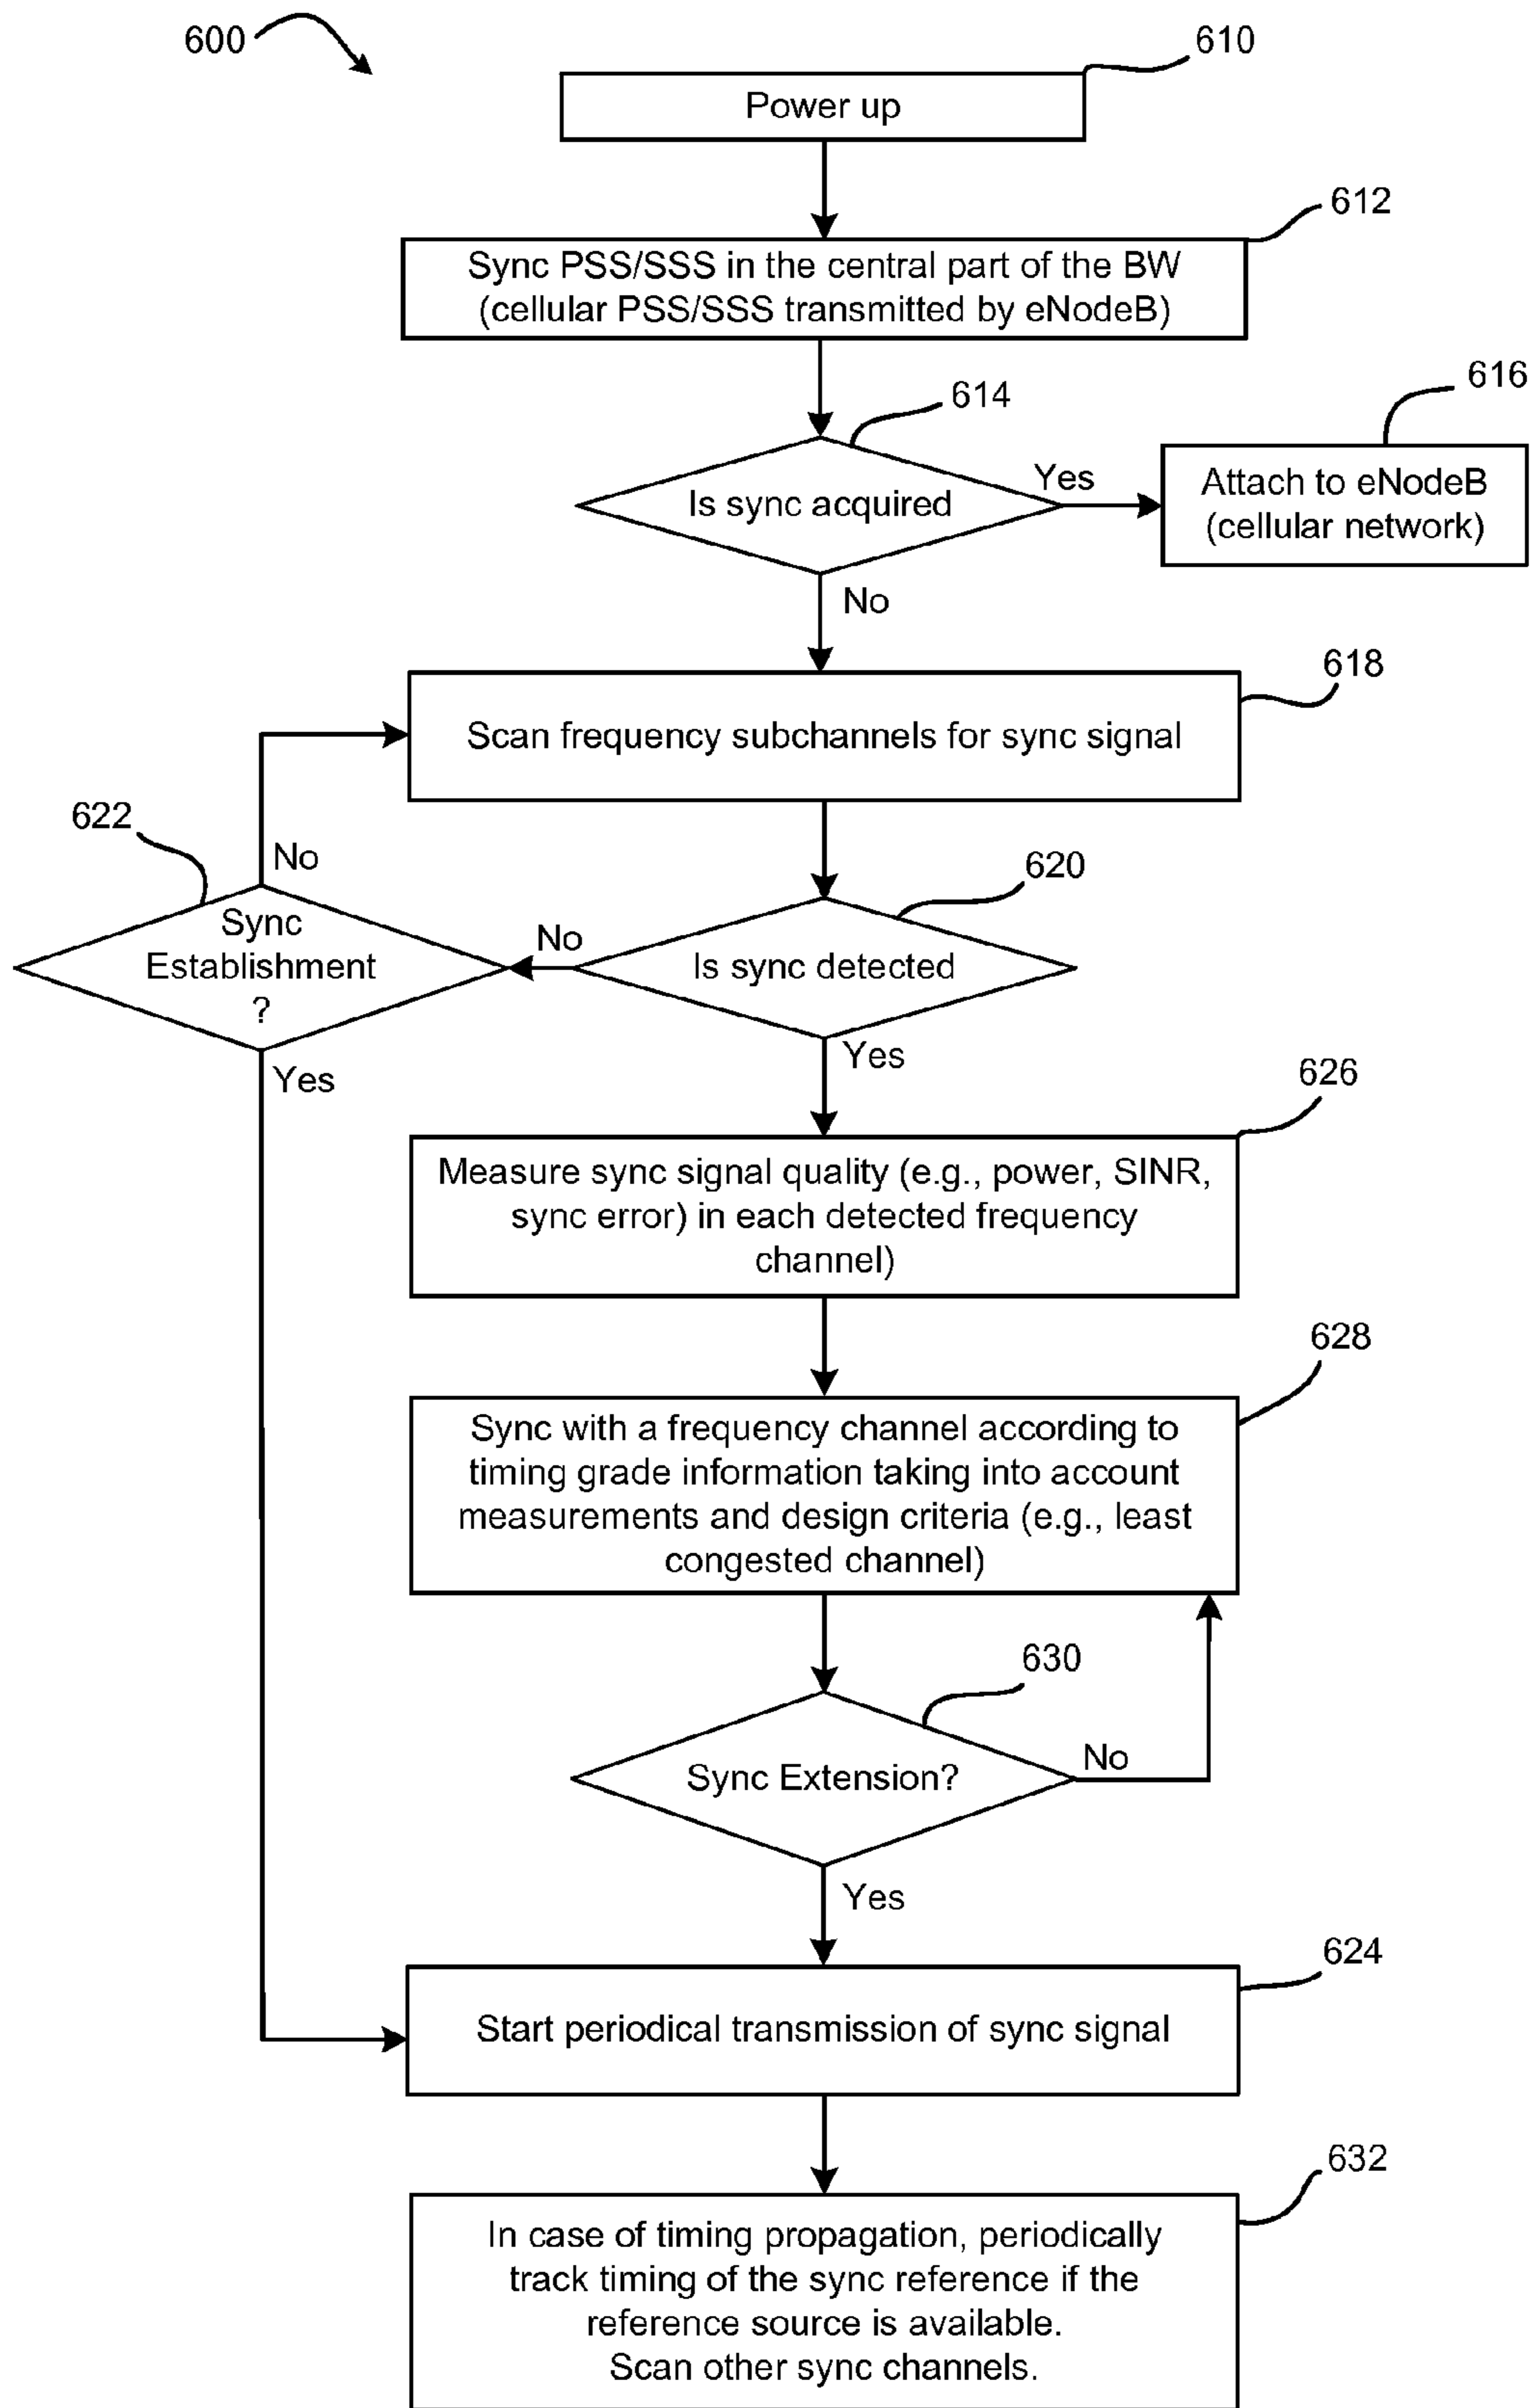 600
610
Power up
612
Sync PSS/SSS in the central part of the BW
(cellular PSS/SSS transmitted by eNodeB)
614
616
Is sync acquired
Yes
Attach to eNodeB
(cellular network)
No
618
Scan frequency subchannels for sync signal
622
No
620
Sync
Establishment
?
No
Is sync detected
Yes
Yes
626
Measure sync signal quality (e.g., power, SINR,
sync error) in each detected frequency
channel)
628
Sync with a frequency channel according to
timing grade information taking into account
measurements and design criteria (e.g., least
congested channel)
630
Sync Extension?
No
Yes
624
Start periodical transmission of sync signal
632
In case of timing propagation, periodically
track timing of the sync reference if the
reference source is available.
Scan other sync channels.